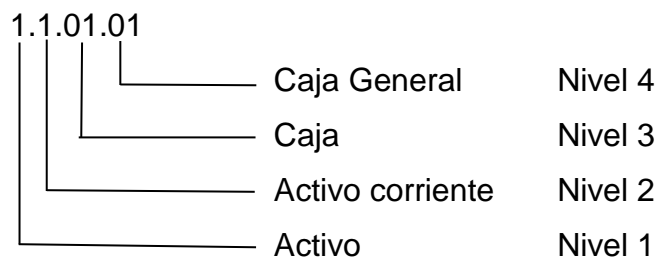 1.1.01.01
Caja General Nivel 4
Caja Nivel 3
Activo corriente Nivel 2
Activo Nivel 1